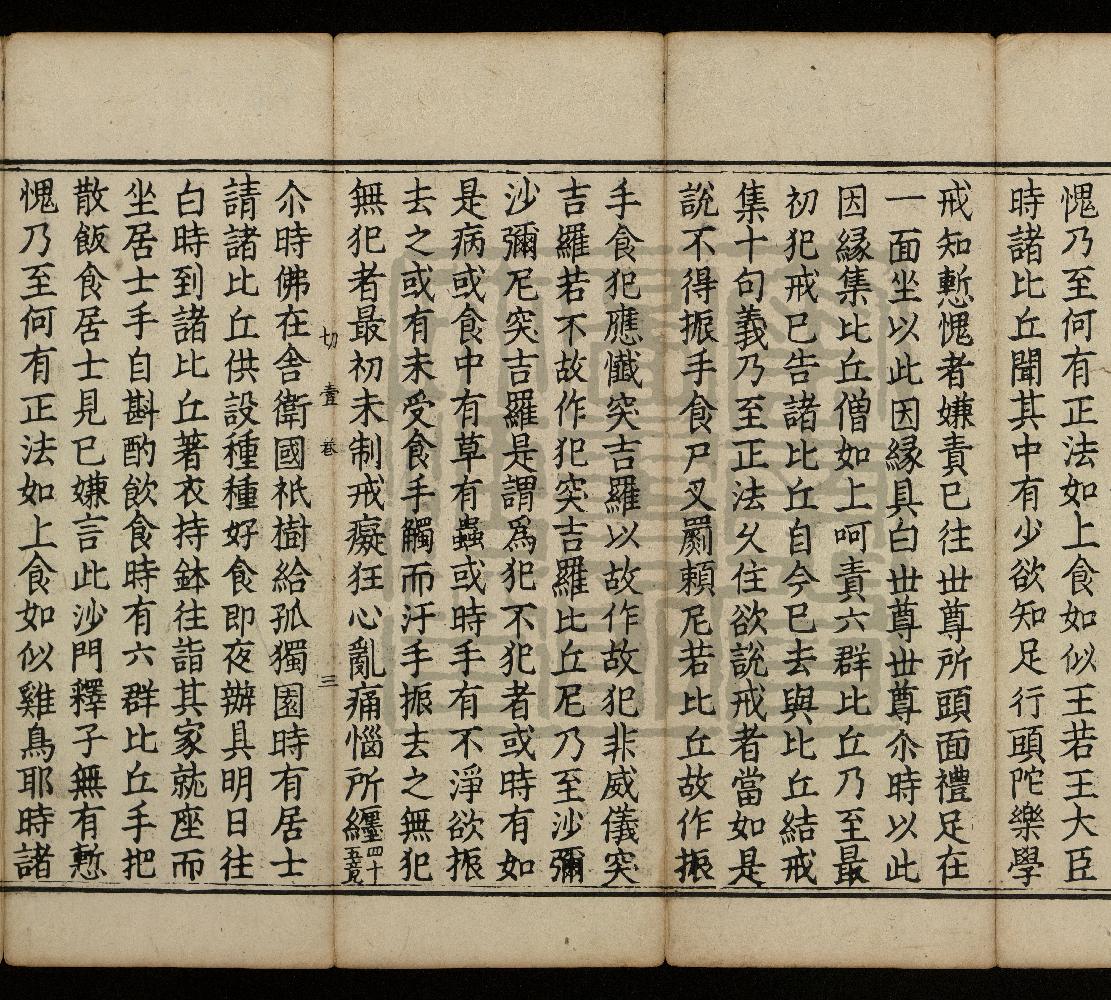 愧乃至何有正法如上食如似王若王大臣
時諸比丘聞其中有少欲知足行頭陀樂學
戒知慙愧者嫌責已往世尊所頭面禮足在
一面坐以此因緣具白世尊世尊尒時以此
因緣集比丘僧如上呵責六群比丘乃至最
初犯戒已告諸比丘自今已去與比丘結戒
集十句義乃至正法久住欲說戒者當如是
說不得振手食尸叉罽賴尼若比丘故作振
手食犯應懺突吉羅以故作故犯非威儀突
吉羅若不故作犯突吉羅比丘尼乃至沙彌
沙彌尼突吉羅是謂為犯不犯者或時有如
是病或食中有草有蟲或時手有不淨欲振
去之或有未受食手觸而汙手振去之無犯
無犯者最初未制戒癡狂心亂痛惱所纏四十五竟
切 壹 卷 三
尒時佛在舍衛國祇樹給孤獨園時有居士
請諸比丘供設種種好食即夜辦具明日往
白時到諸比丘著衣持鉢往詣其家就座而
坐居士手自斟酌飲食時有六群比丘手把
散飯食居士見已嫌言此沙門釋子無有慙
愧乃至何有正法如上食如似雞鳥耶時諸